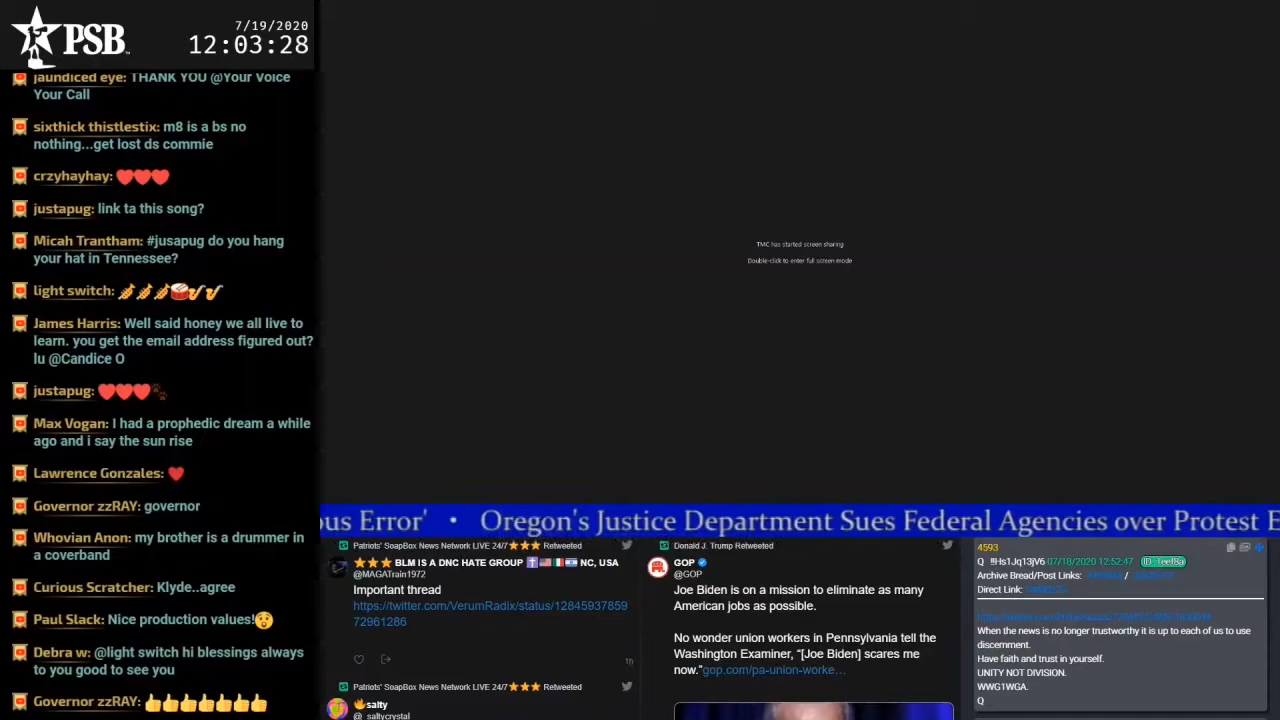 PSB
7/19/2020
12:03:28
jaundiced eye: THANK YOU @Your Voice
Your Call
sixthick thistlestix: m8 is a bs no
nothing...get lost ds commie
crzyhayhay:
justapug: link ta this song?
Micah Trantham: #jusapug do you hang
your hat in Tennessee?
light switch:
James Harris: Well said honey we all live to
learn. you get the email address figured out?
lu @Candice O
justapug:
Max Vogan: I had a prophedic dream a while
ago and i say the sun rise
Lawrence Gonzales:
Governor zzRAY: governor
Whovian Anon: my brother is a drummer in
a coverband
Curious Scratcher: Klyde..agree
Paul Slack: Nice production values!
Debra w: @light switch hi blessings always
to you good to see you
Governor zzRAY:
TMC has started screen sharing
Double-click to enter full screen mode
ous Error' • Oregon's Justice Department Sues Federal Agencies over Protest E
Patriots' SoapBox News Network LIVE 24/7 Retweeted
BLM IS A DNC HATE GROUP NC, USA
@MAGATrain1972
Important thread
https://twitter.com/VerumRadix/status/12845937859
72961286
1h
Patriots' SoapBox News Network LIVE 24/7 Retweeted
salty
@_saltycrystal
Donald J. Trump Retweeted
GOP
@GOP
Joe Biden is on a mission to eliminate as many
American jobs as possible.
No wonder union workers in Pennsylvania tell the
Washington Examiner, “[Joe Biden] scares me
now.”gop.com/pa-union-worke…
4593
Q !!Hs1Jq13jV6 07/18/2020 12:52:47 ID: 1eef8a
Archive Bread/Post Links: /
Direct Link:
When the news is no longer trustworthy it is up to each of us to use
discernment.
Have faith and trust in yourself.
UNITY NOT DIVISION.
WWG1WGA.
Q